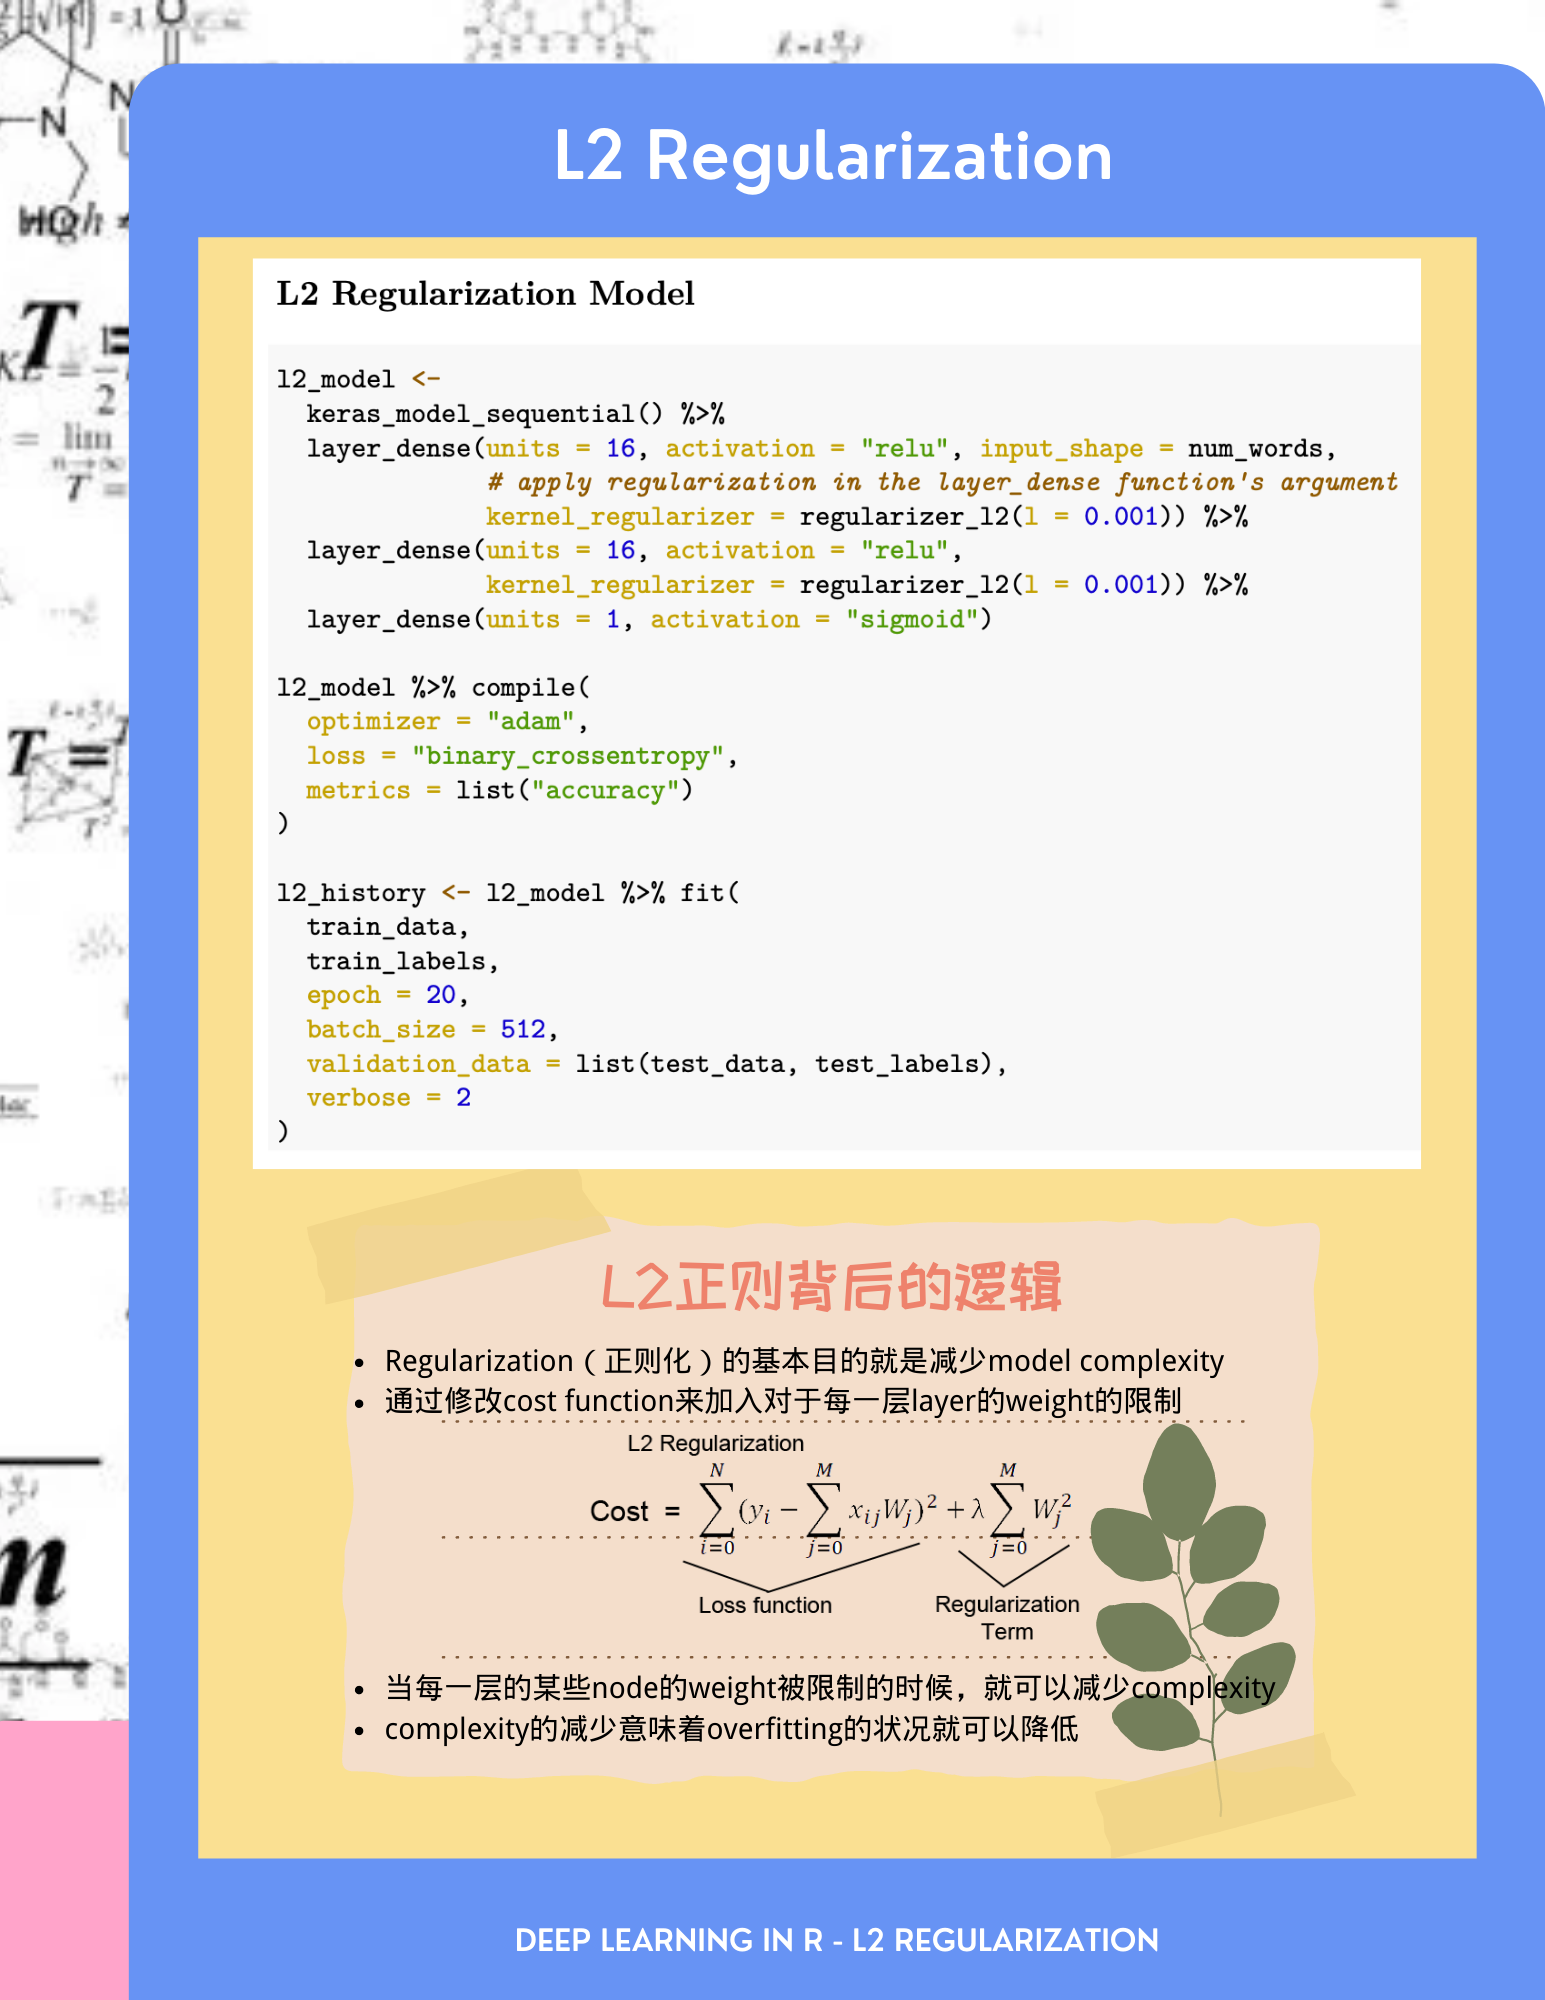 L2 Regularization
L2 Regularization Model
l2_model <-
  keras_model_sequential() %>%
  layer_dense(units = 16, activation = "relu", input_shape = num_words,
              # apply regularization in the layer_dense function's argument
              kernel_regularizer = regularizer_l2(l = 0.001)) %>%
  layer_dense(units = 16, activation = "relu",
              kernel_regularizer = regularizer_l2(l = 0.001)) %>%
  layer_dense(units = 1, activation = "sigmoid")
l2_model %>% compile(
  optimizer = "adam",
  loss = "binary_crossentropy",
  metrics = list("accuracy")
)
l2_history <- l2_model %>% fit(
  train_data,
  train_labels,
  epoch = 20,
  batch_size = 512,
  validation_data = list(test_data, test_labels),
  verbose = 2
)
L2正则背后的逻辑
• Regularization（正则化）的基本目的就是减少model complexity
• 通过修改cost function来加入对于每一层layer的weight的限制
L2 Regularization
Cost = \sum_{i=0}^{N} (y_i − \sum_{j=0}^{M} x_{ij} W_j)^2 + λ \sum_{j=0}^{M} W_j^2
Loss function
Regularization
Term
• 当每一层的某些node的weight被限制的时候，就可以减少complexity
• complexity的减少意味着overfitting的状况就可以降低
DEEP LEARNING IN R - L2 REGULARIZATION